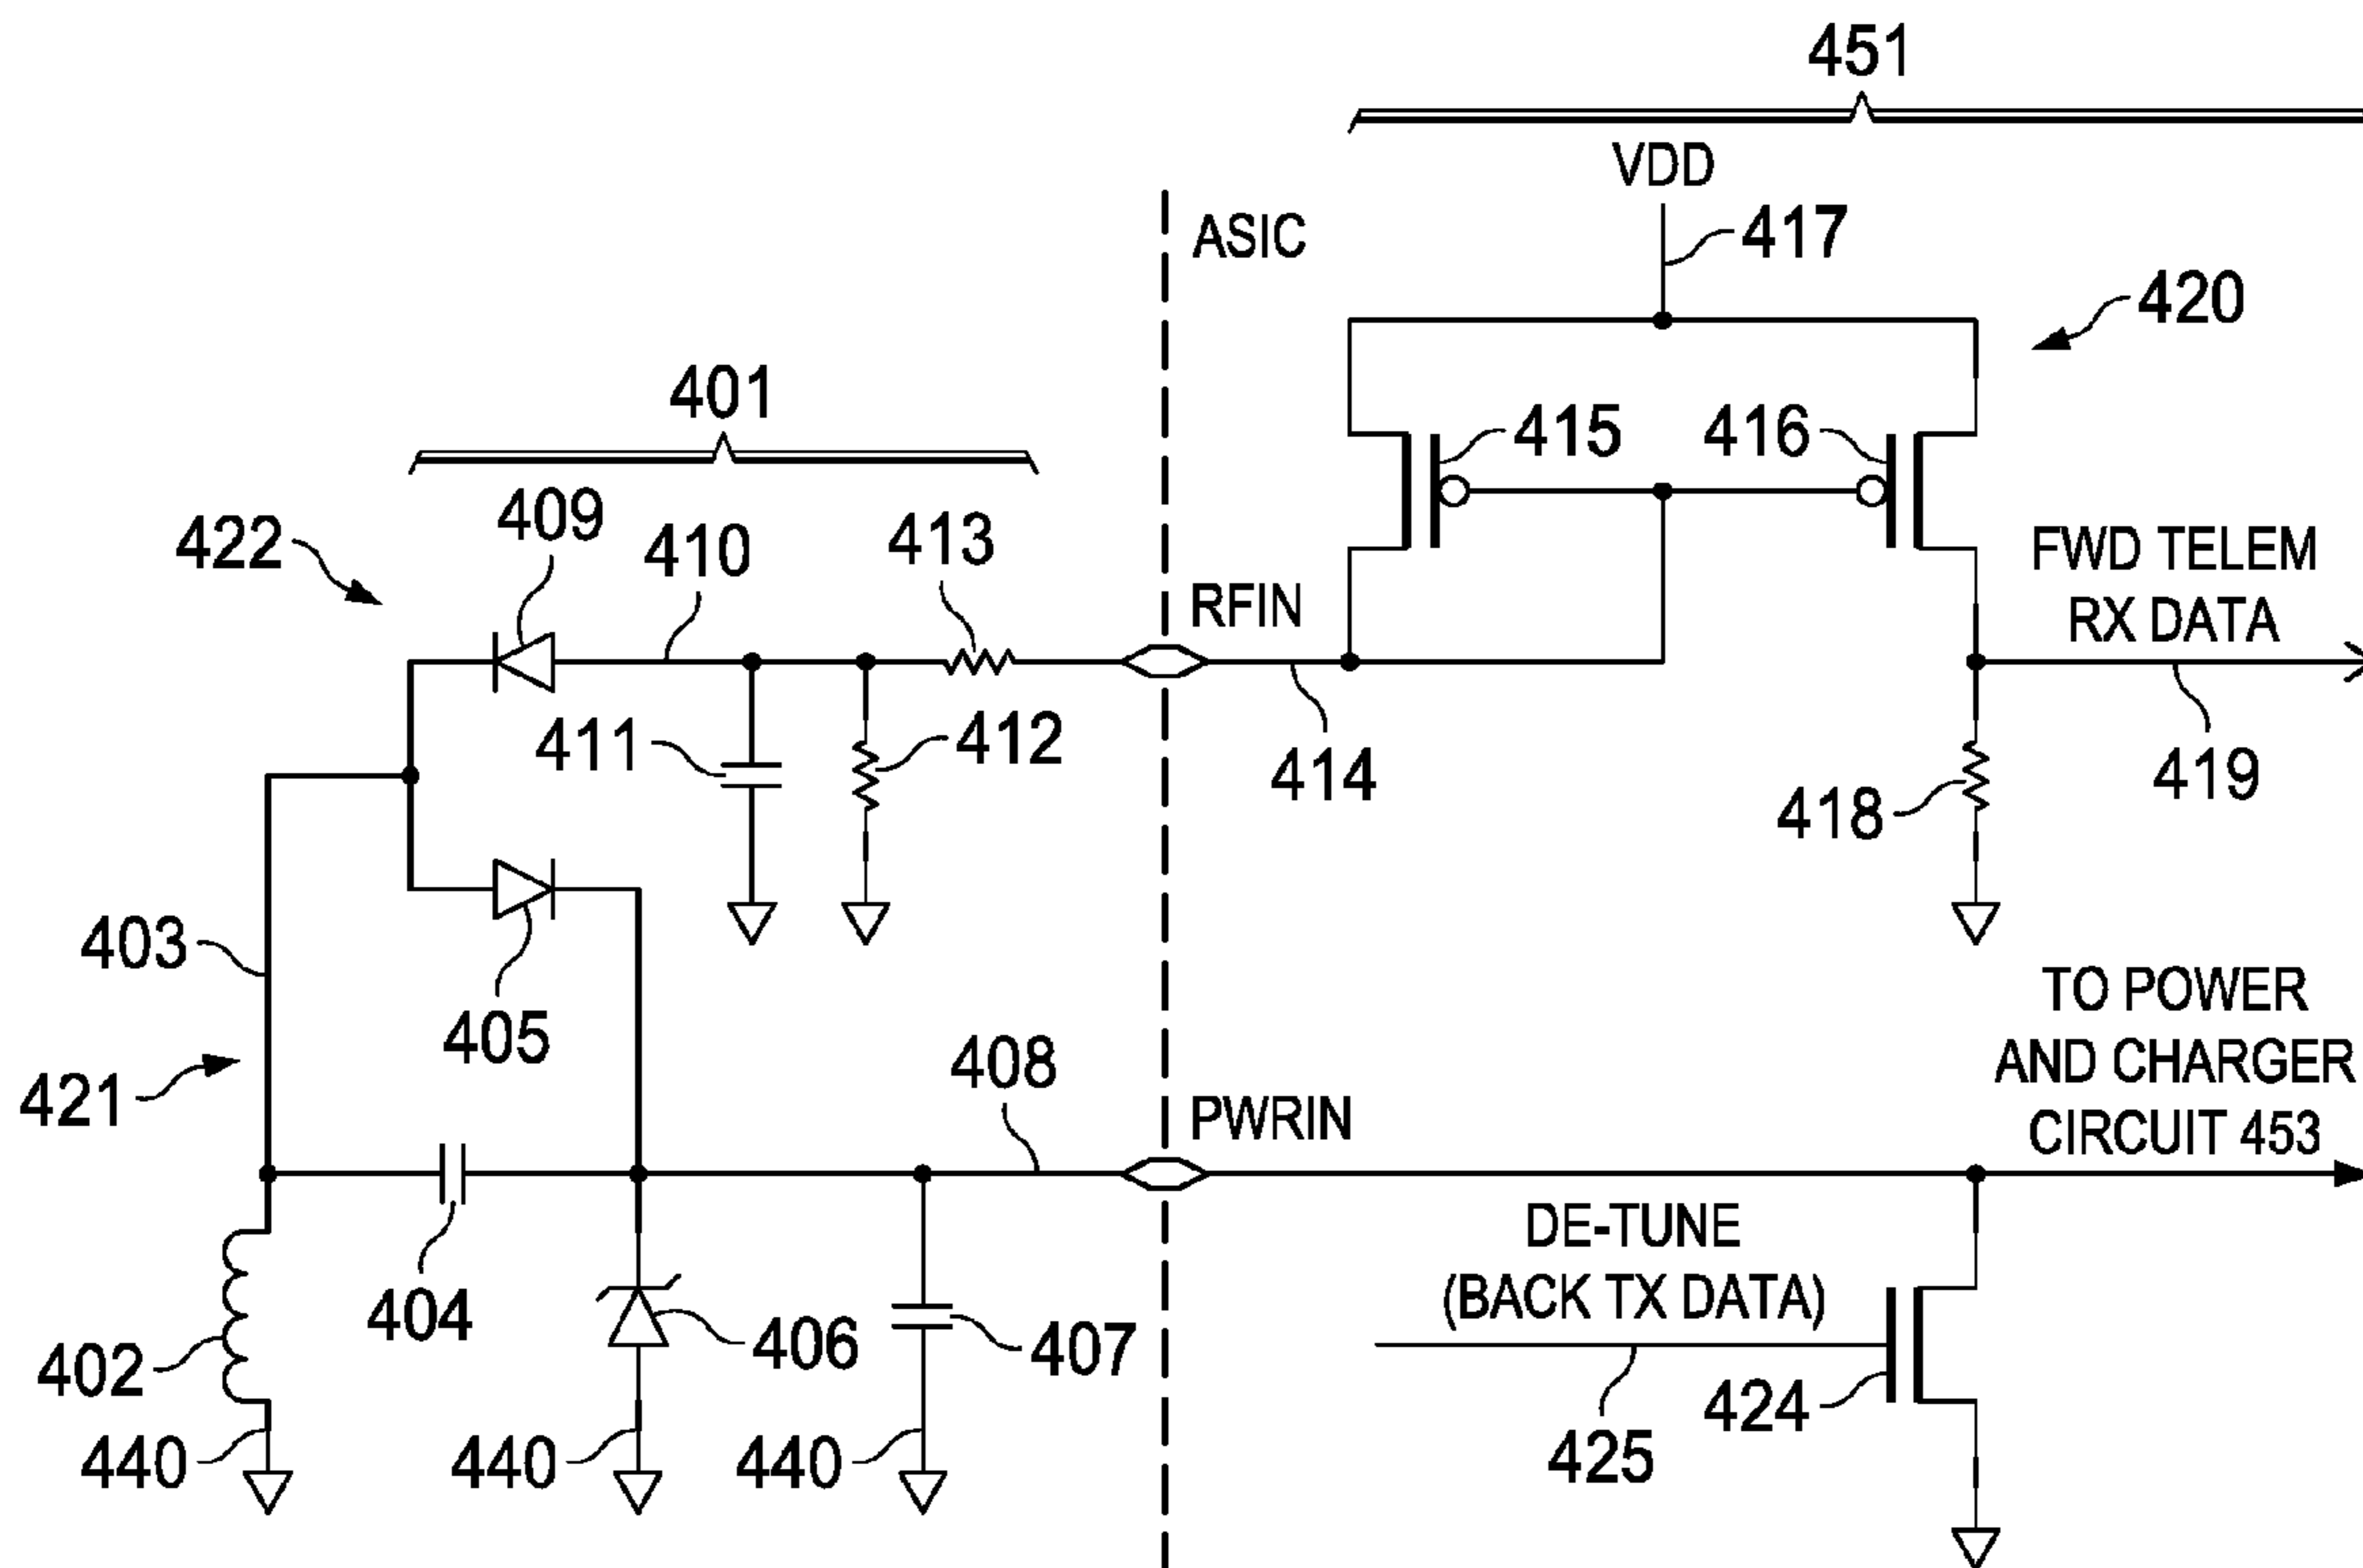 451
VDD
ASIC
417
420
401
415
416
409
410
413
422
RFIN
FWD TELEM
RX DATA
411
412
414
418
419
403
405
421
408
PWRIN
TO POWER
AND CHARGER
CIRCUIT 453
DE-TUNE
(BACK TX DATA)
404
402
406
407
424
425
440
440
440